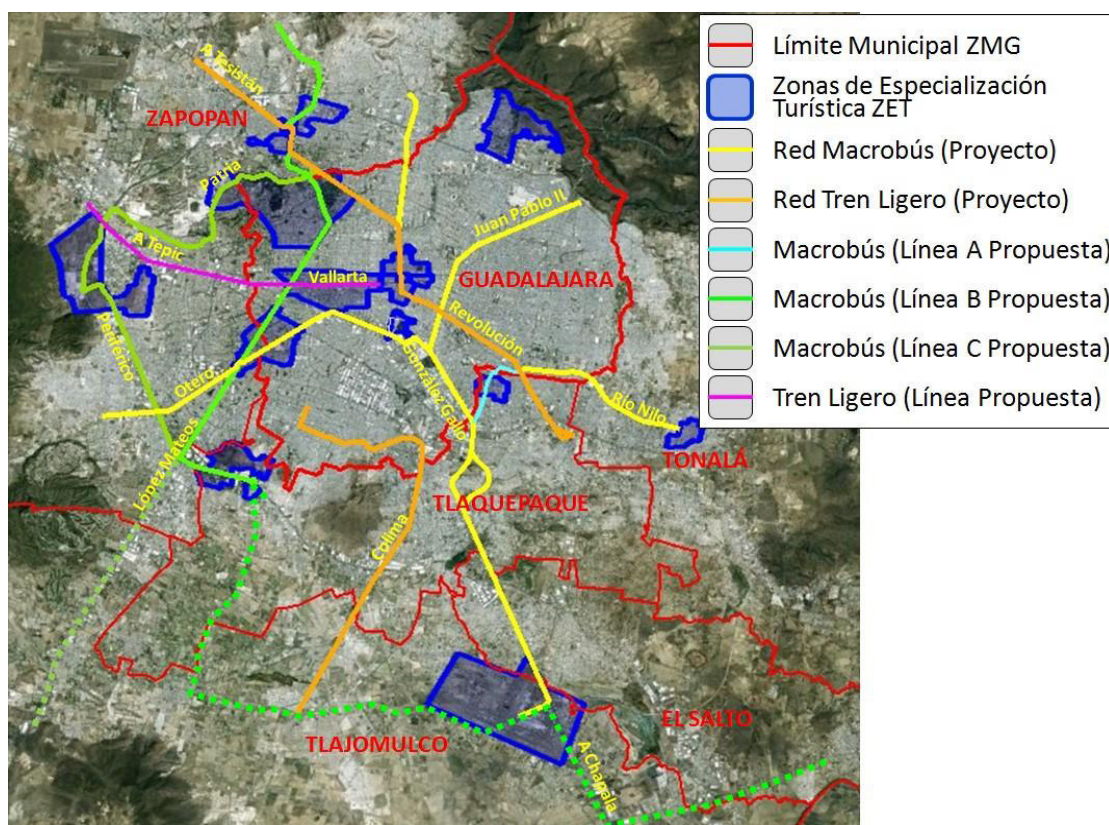 Límite Municipal ZMG
Zonas de Especialización
Turística ZET
Red Macrobús (Proyecto)
Red Tren Ligero (Proyecto)
Macrobús (Línea A Propuesta)
Macrobús (Línea B Propuesta)
Macrobús (Línea C Propuesta)
Tren Ligero (Línea Propuesta)
A Tesistán
ZAPOPAN
Patria
Juan Pablo II
A Tepic
Vallarta
GUADALAJARA
Revolución
Periférico
González Gallo
Otero
Río Nilo
López Mateos
TONALÁ
TLAQUEPAQUE
Colima
EL SALTO
TLAJOMULCO
A Chapala